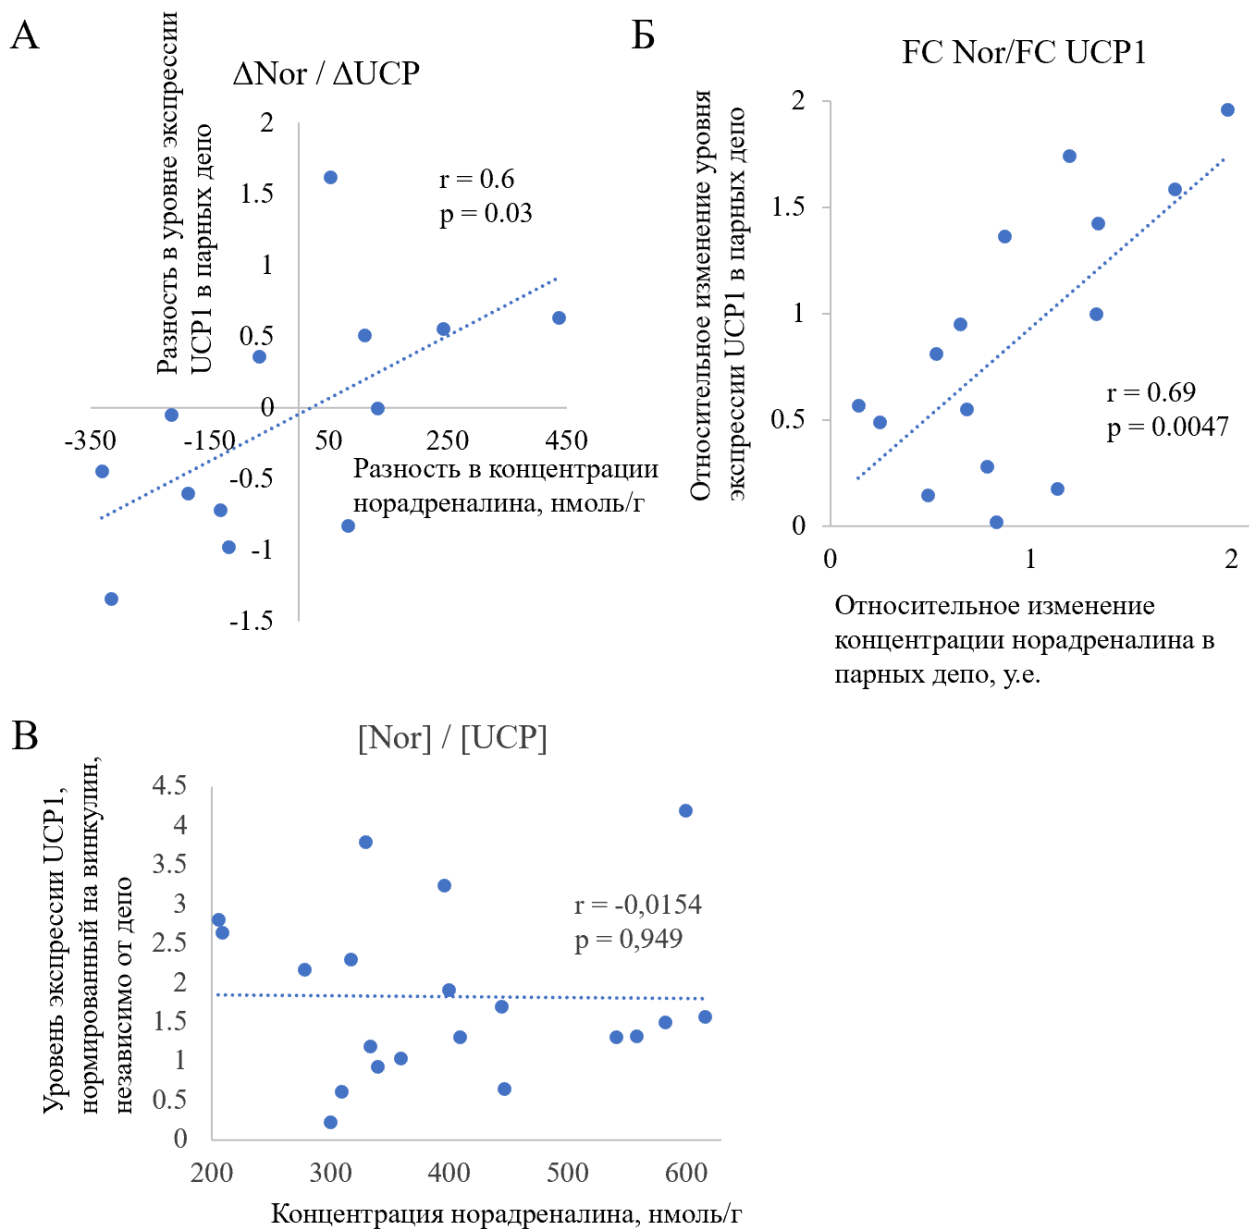 А
Разность в уровне экспрессии
UCP1 в парных депо
ΔNor / ΔUCP
2
1.5
1
0.5
0
-0.5
-1
-1.5
-350
-150
50
250
450
r = 0.6
p = 0.03
Разность в концентрации
норадреналина, нмоль/г
Б
FC Nor/FC UCP1
Относительное изменение уровня
экспрессии UCP1 в парных депо
2
1.5
1
0.5
0
0
1
2
r = 0.69
p = 0.0047
Относительное изменение
концентрации норадреналина в
парных депо, у.е.
В
[Nor] / [UCP]
Уровень экспрессии UCP1,
нормированный на винкулин,
независимо от депо
4.5
4
3.5
3
2.5
2
1.5
1
0.5
0
200
300
400
500
600
r = -0,0154
p = 0,949
Концентрация норадреналина, нмоль/г